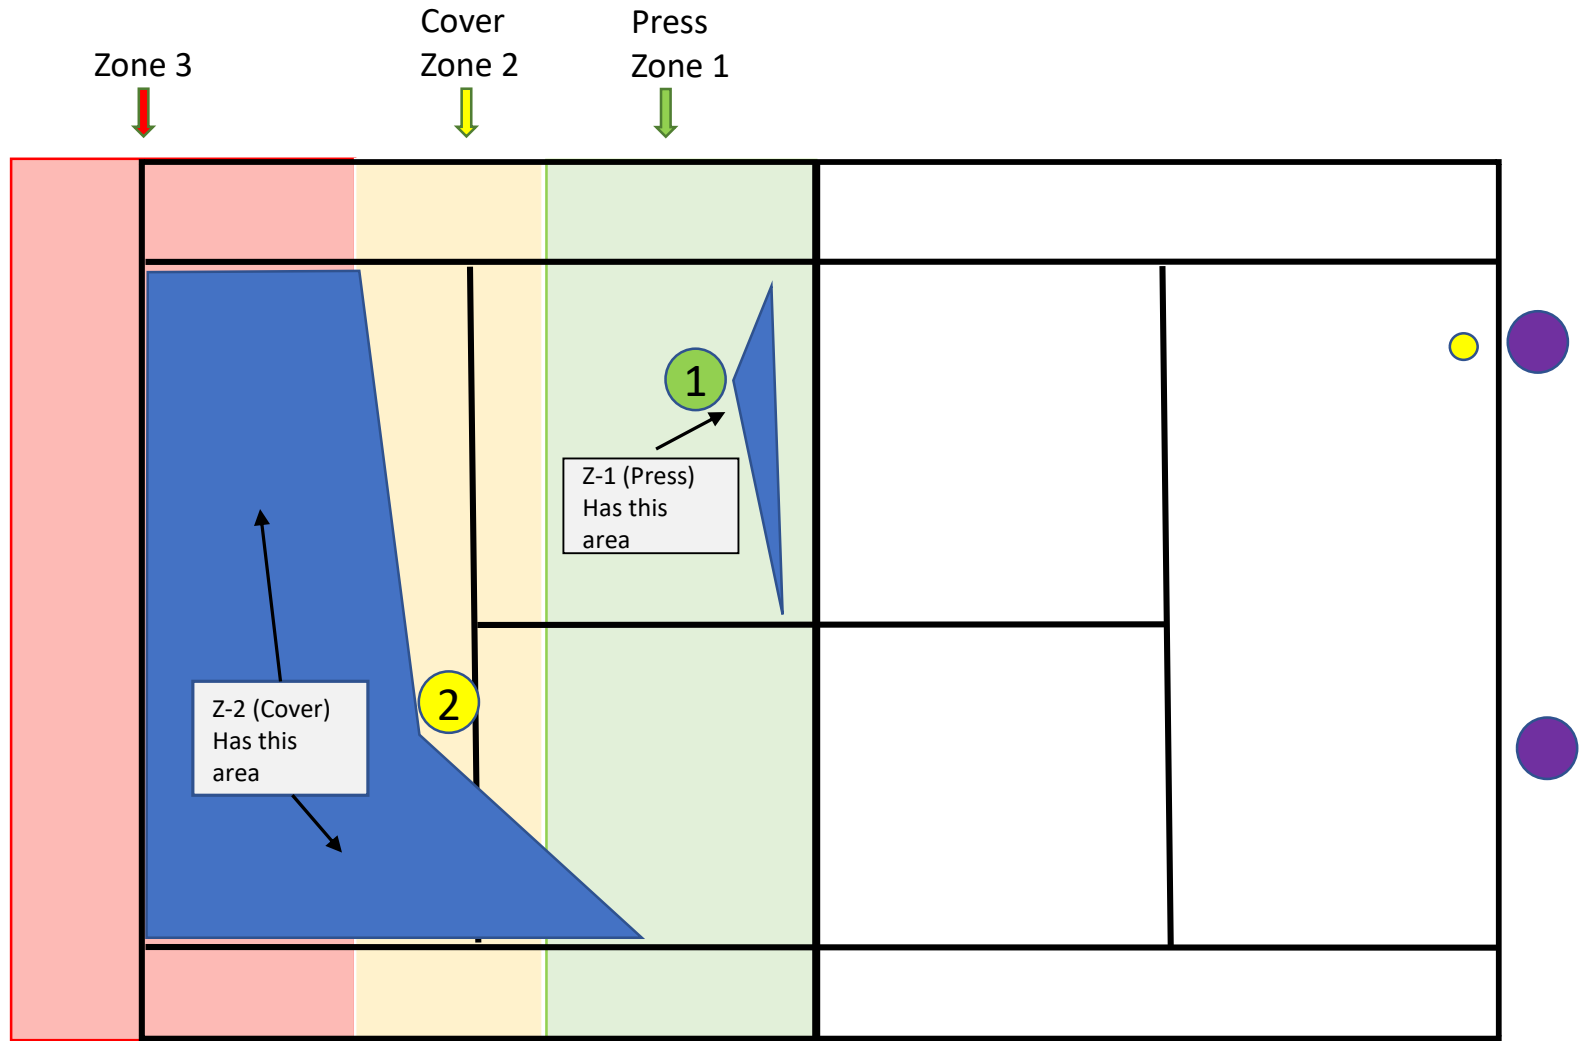 Zone 3
Cover
Zone 2
Press
Zone 1
1
Z-1 (Press)
Has this
area
2
Z-2 (Cover)
Has this
area